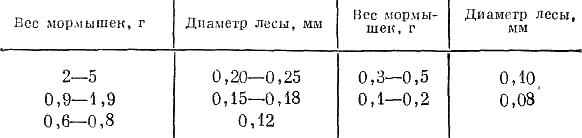 Вес мормышек, г | Диаметр лесы, мм | Вес мормы-шек, г | Диаметр лесы, мм
2—5 | 0,20—0,25 | 0,3—0,5 | 0,10
0,9—1,9 | 0,15—0,18 | 0,1—0,2 | 0,08
0,6—0,8 | 0,12